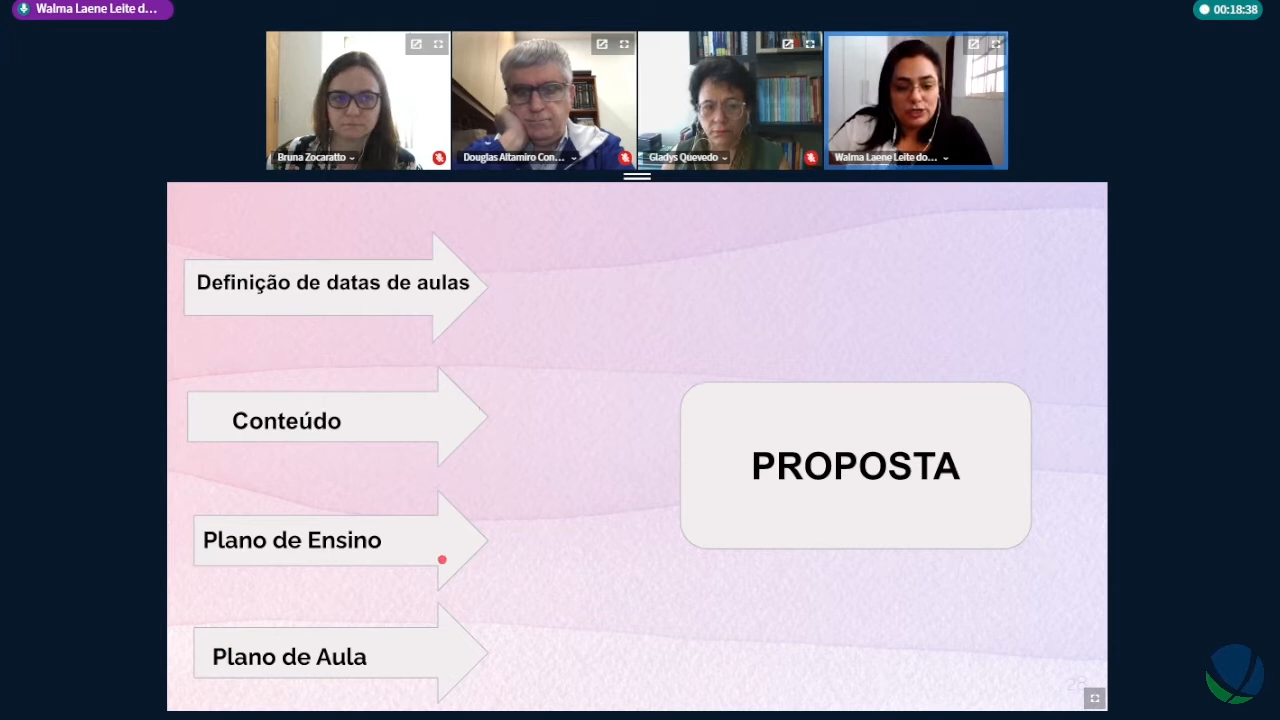 Walma Laene Leite d...
00:18:38
Bruna Zocaratto
Douglas Altamiro Con...
Gladys Quevedo
Walma Laene Leite do...
Definição de datas de aulas
Conteúdo
PROPOSTA
Plano de Ensino
Plano de Aula
28